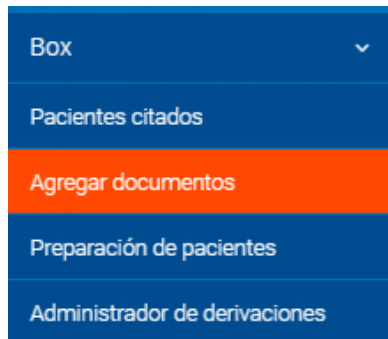 Box
Pacientes citados
Agregar documentos
Preparación de pacientes
Administrador de derivaciones